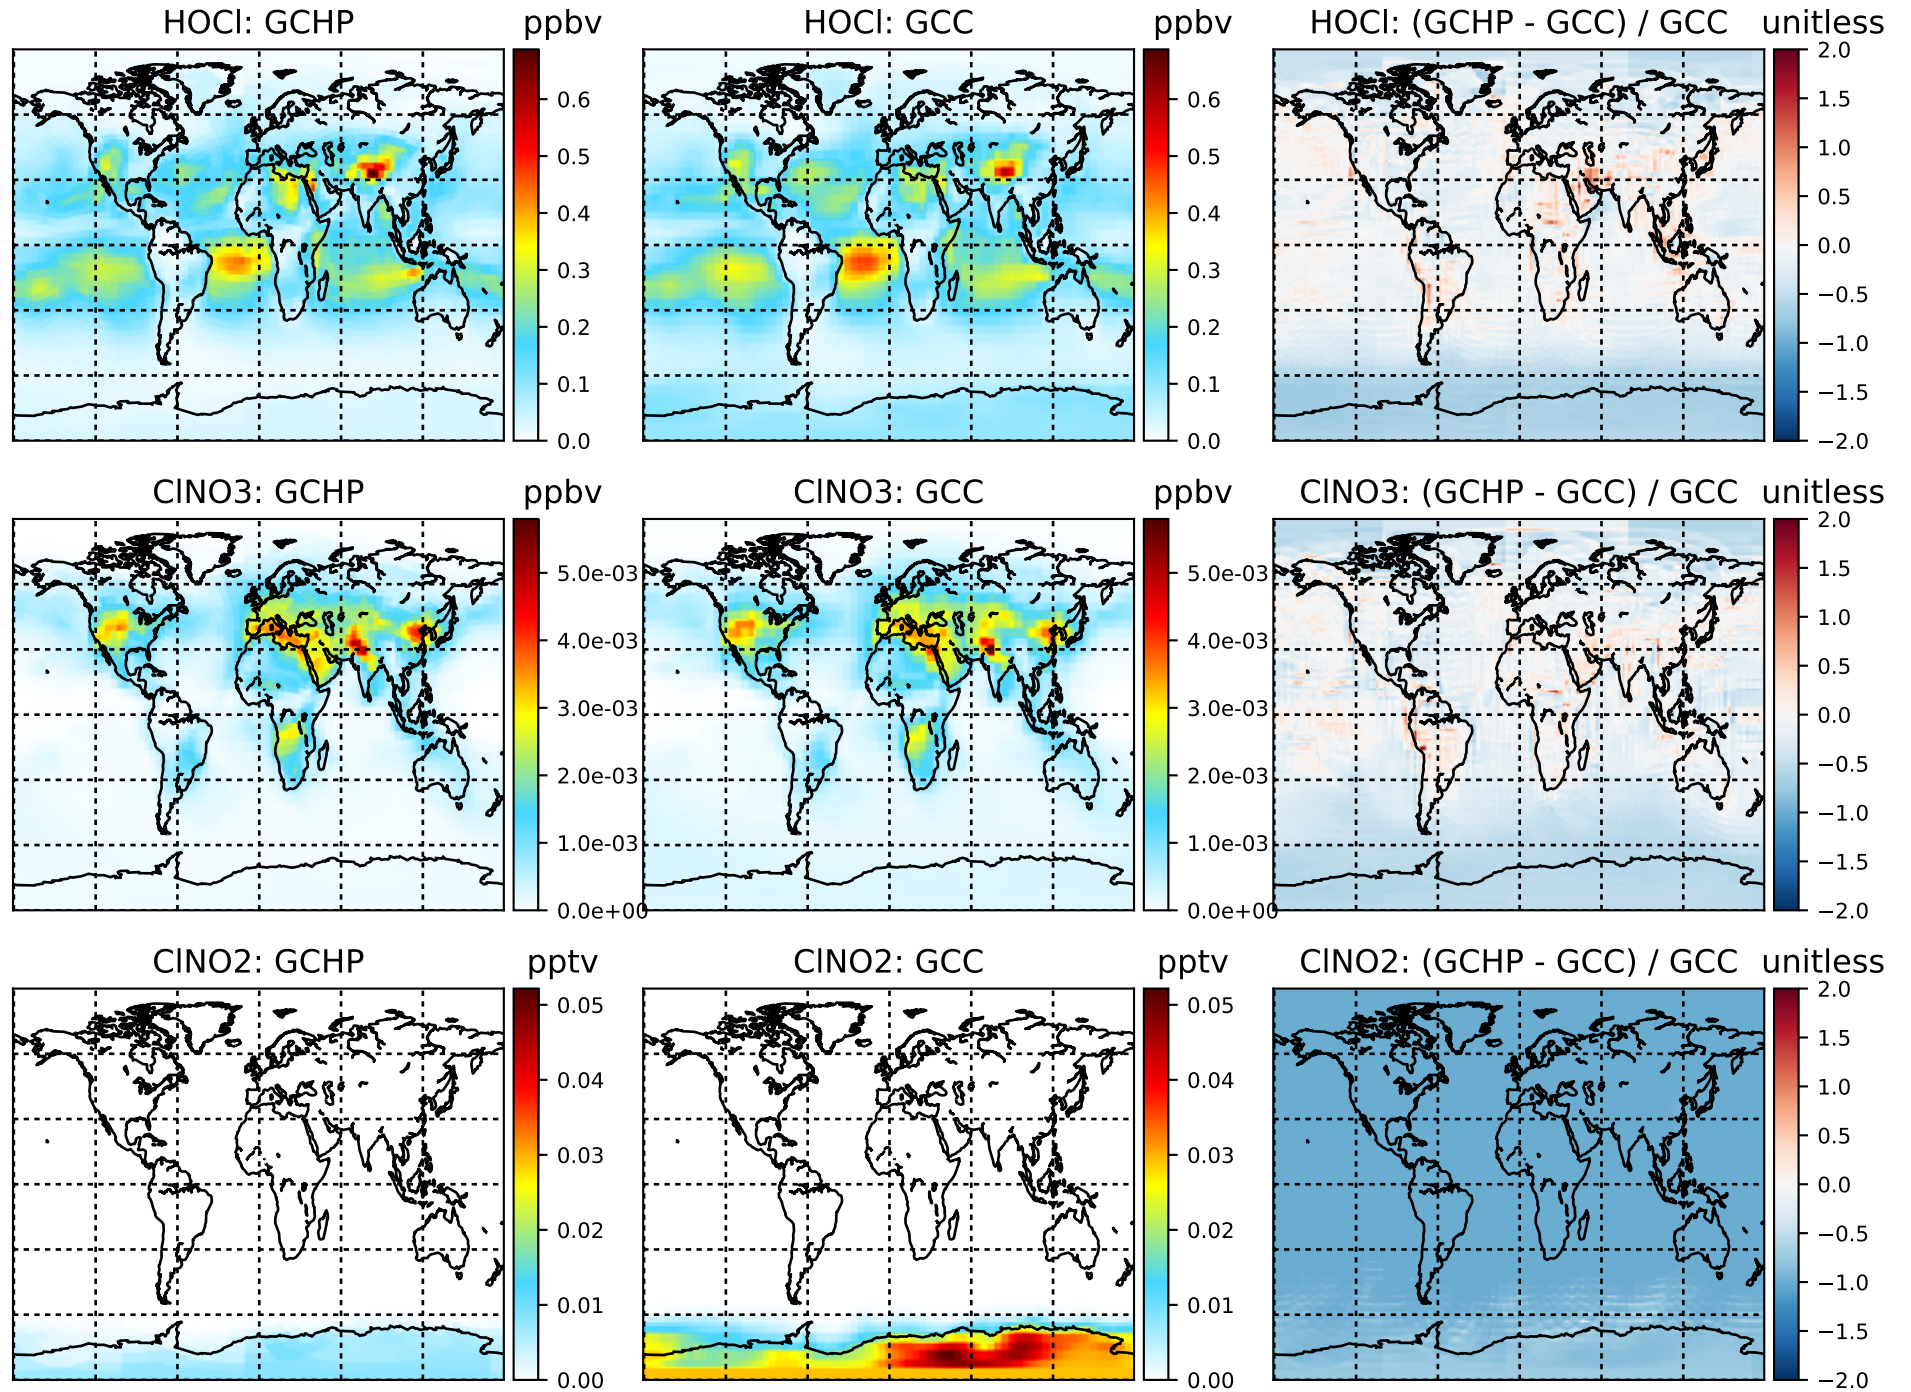 HOCl: GCHP
ppbv
0.6
0.5
0.4
0.3
0.2
0.1
0.0
HOCl: GCC
ppbv
0.6
0.5
0.4
0.3
0.2
0.1
0.0
HOCl: (GCHP - GCC) / GCC
unitless
2.0
1.5
1.0
0.5
0.0
−0.5
−1.0
−1.5
−2.0
ClNO3: GCHP
ppbv
5.0e-03
4.0e-03
3.0e-03
2.0e-03
1.0e-03
0.0e+00
ClNO3: GCC
ppbv
5.0e-03
4.0e-03
3.0e-03
2.0e-03
1.0e-03
0.0e+00
ClNO3: (GCHP - GCC) / GCC
unitless
2.0
1.5
1.0
0.5
0.0
−0.5
−1.0
−1.5
−2.0
ClNO2: GCHP
pptv
0.05
0.04
0.03
0.02
0.01
0.00
ClNO2: GCC
pptv
0.05
0.04
0.03
0.02
0.01
0.00
ClNO2: (GCHP - GCC) / GCC
unitless
2.0
1.5
1.0
0.5
0.0
−0.5
−1.0
−1.5
−2.0